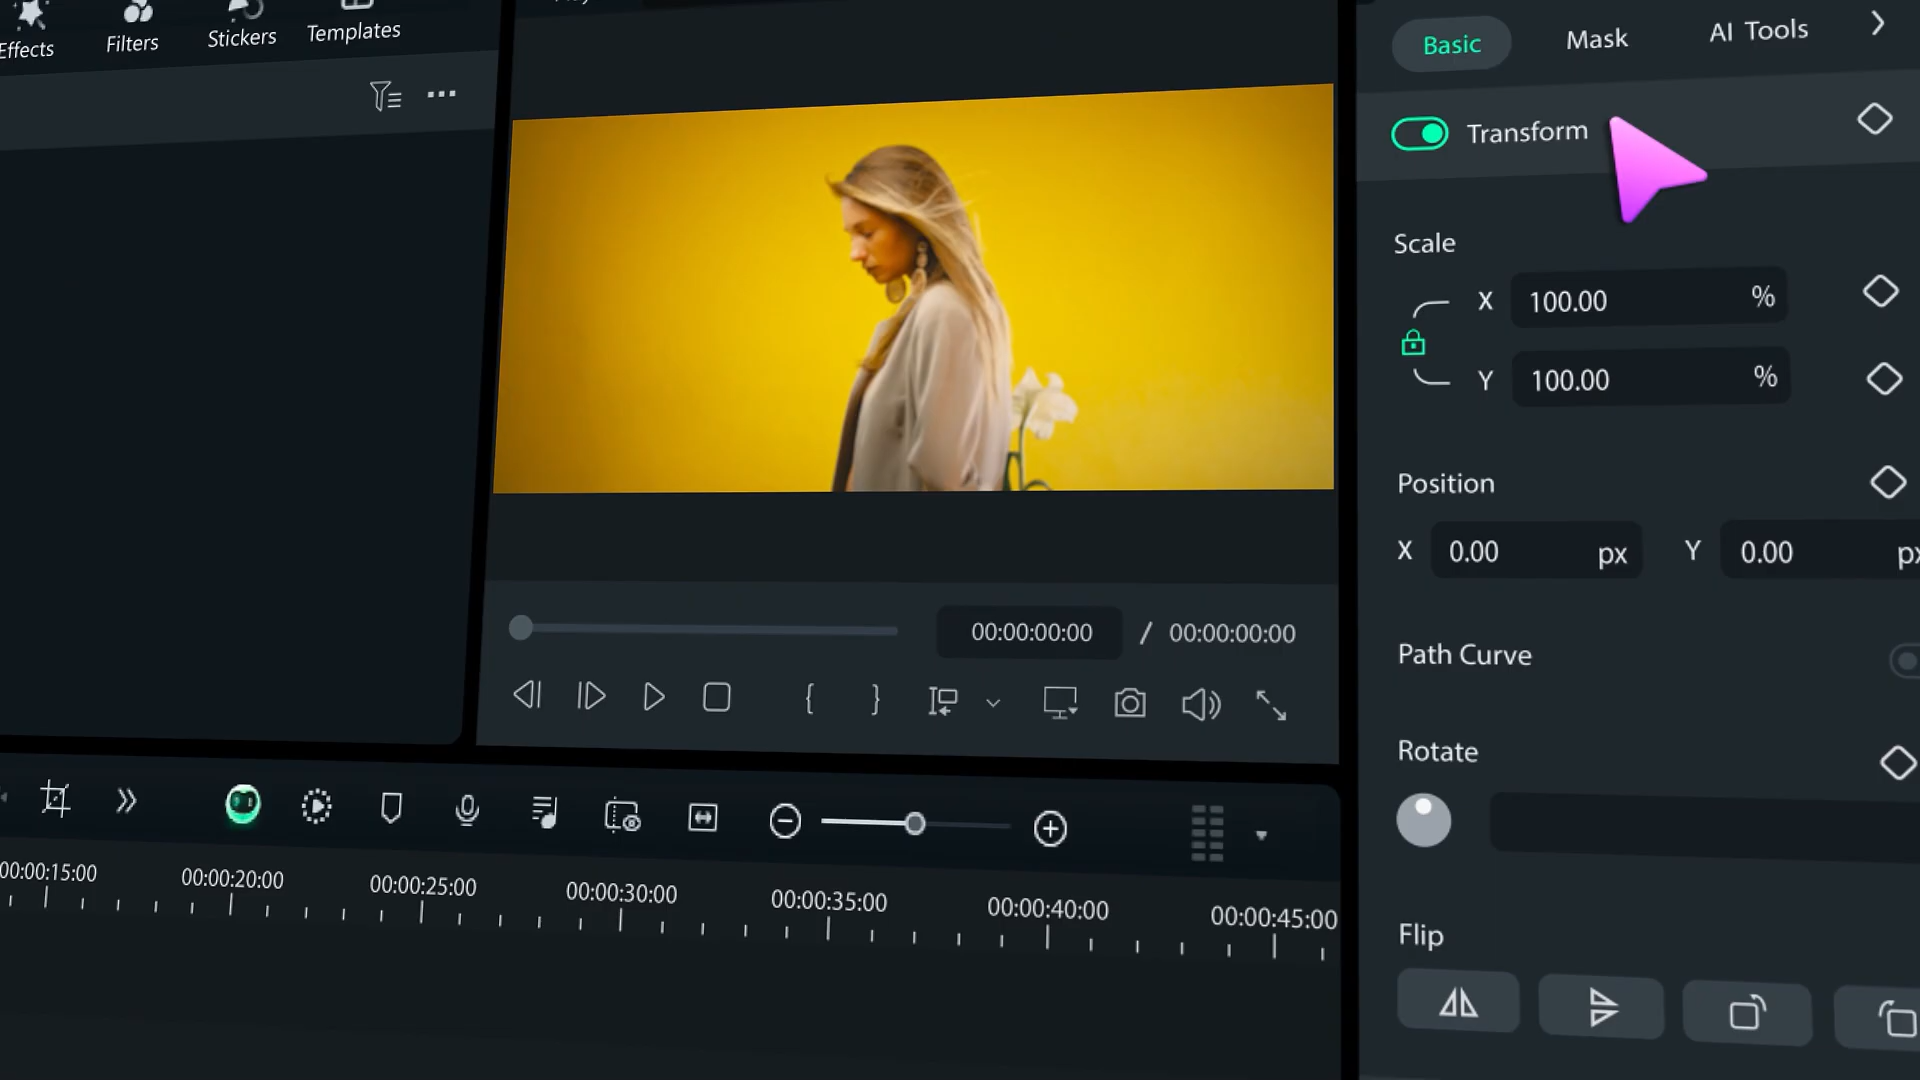 Effects
Filters
Stickers
Templates
Basic
Mask
AI Tools
Transform
Scale
X 100.00 %
Y 100.00 %
Position
X 0.00 px Y 0.00 px
Path Curve
Rotate
Flip
00:00:00:00 / 00:00:00:00
00:00:15:00 00:00:20:00 00:00:25:00 00:00:30:00 00:00:35:00 00:00:40:00 00:00:45:00